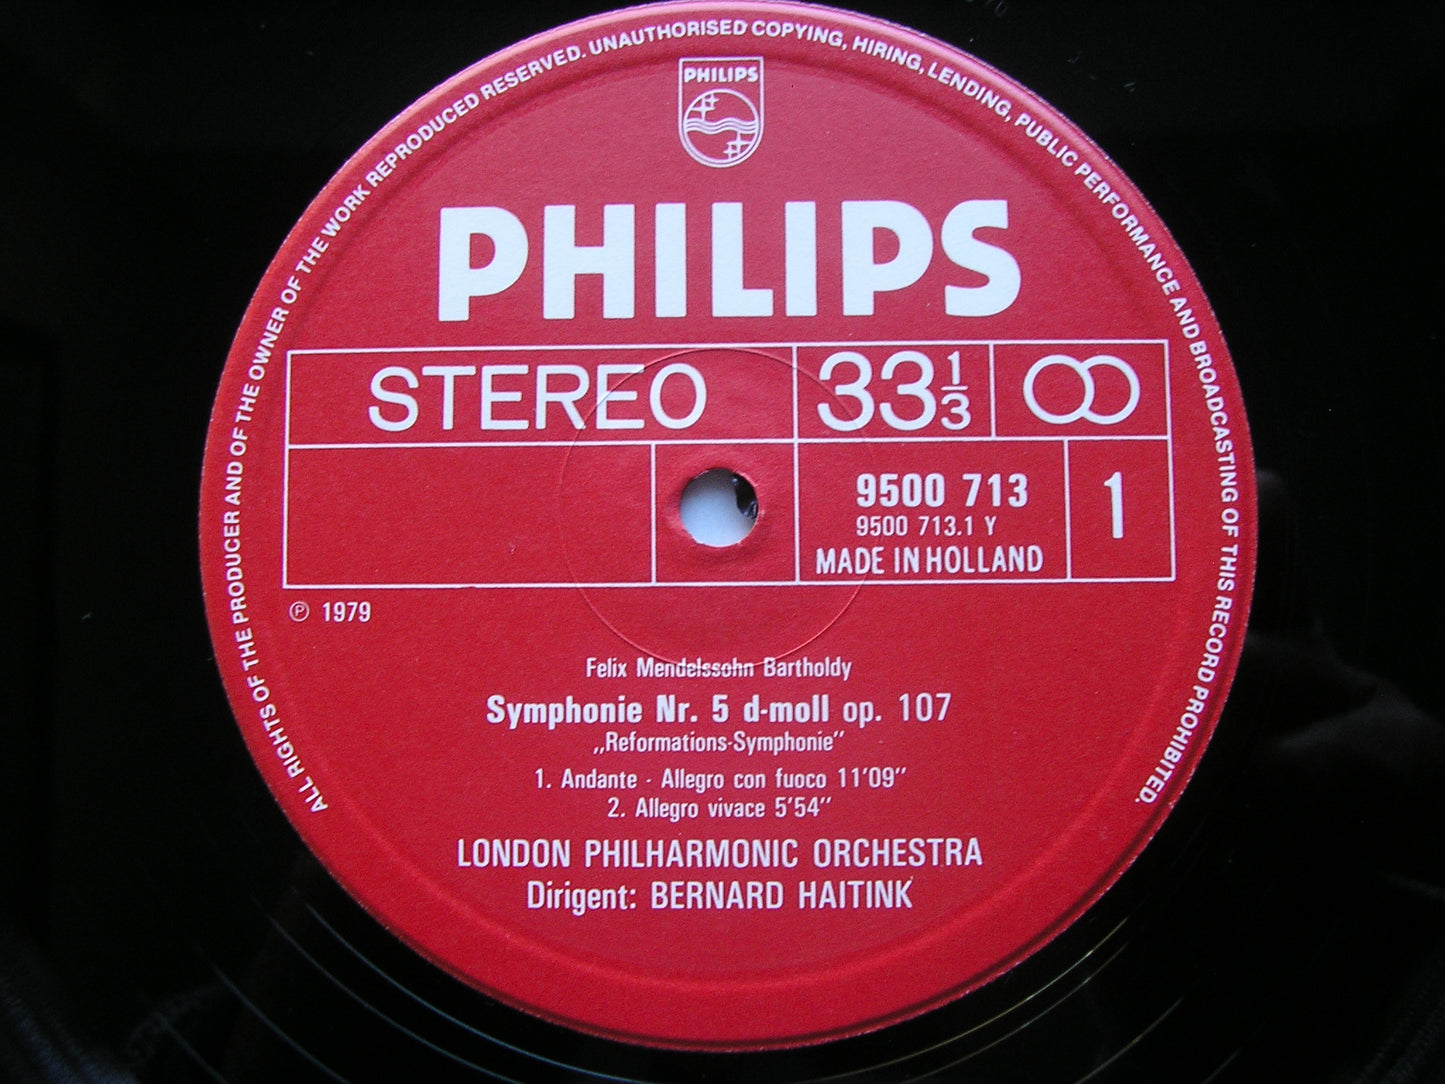 ALL RIGHTS OF THE PRODUCER AND OF THE OWNER OF THE WORK REPRODUCED RESERVED. UNAUTHORISED COPYING, HIRING, LENDING, PUBLIC PERFORMANCE AND BROADCASTING OF THIS RECORD PROHIBITED.
PHILIPS
PHILIPS
STEREO 33 1/3
9500 713
9500 713.1 Y
MADE IN HOLLAND
1
℗ 1979
Felix Mendelssohn Bartholdy
Symphonie Nr. 5 d-moll op. 107
„Reformations-Symphonie"
1. Andante - Allegro con fuoco 11'09"
2. Allegro vivace 5'54"
LONDON PHILHARMONIC ORCHESTRA
Dirigent: BERNARD HAITINK